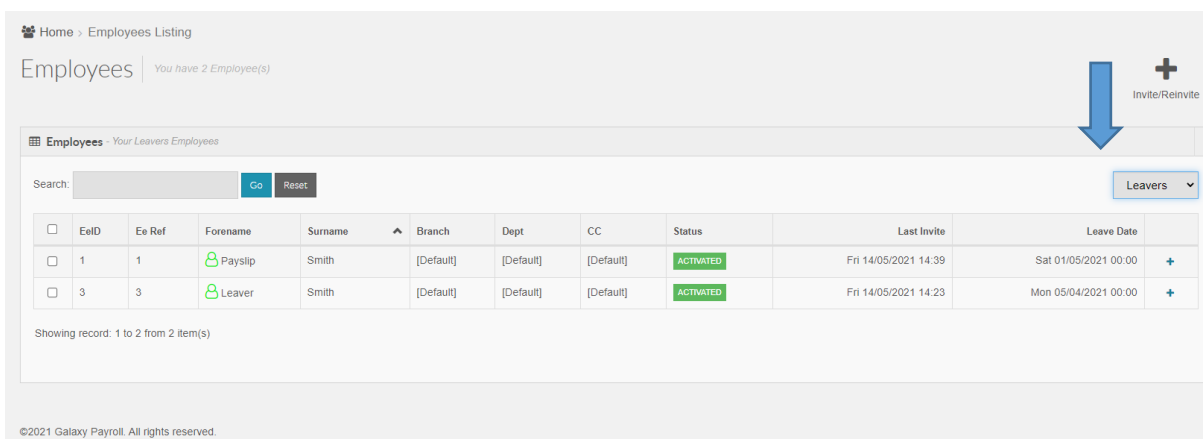 Home › Employees Listing
Employees You have 2 Employee(s)
Invite/Reinvite
Employees - Your Leavers Employees
Search: Go Reset Leavers
EeID Ee Ref Forename Surname Branch Dept CC Status Last Invite Leave Date
1 1 Payslip Smith [Default] [Default] [Default] ACTIVATED Fri 14/05/2021 14:39 Sat 01/05/2021 00:00 +
3 3 Leaver Smith [Default] [Default] [Default] ACTIVATED Fri 14/05/2021 14:23 Mon 05/04/2021 00:00 +
Showing record: 1 to 2 from 2 item(s)
©2021 Galaxy Payroll. All rights reserved.